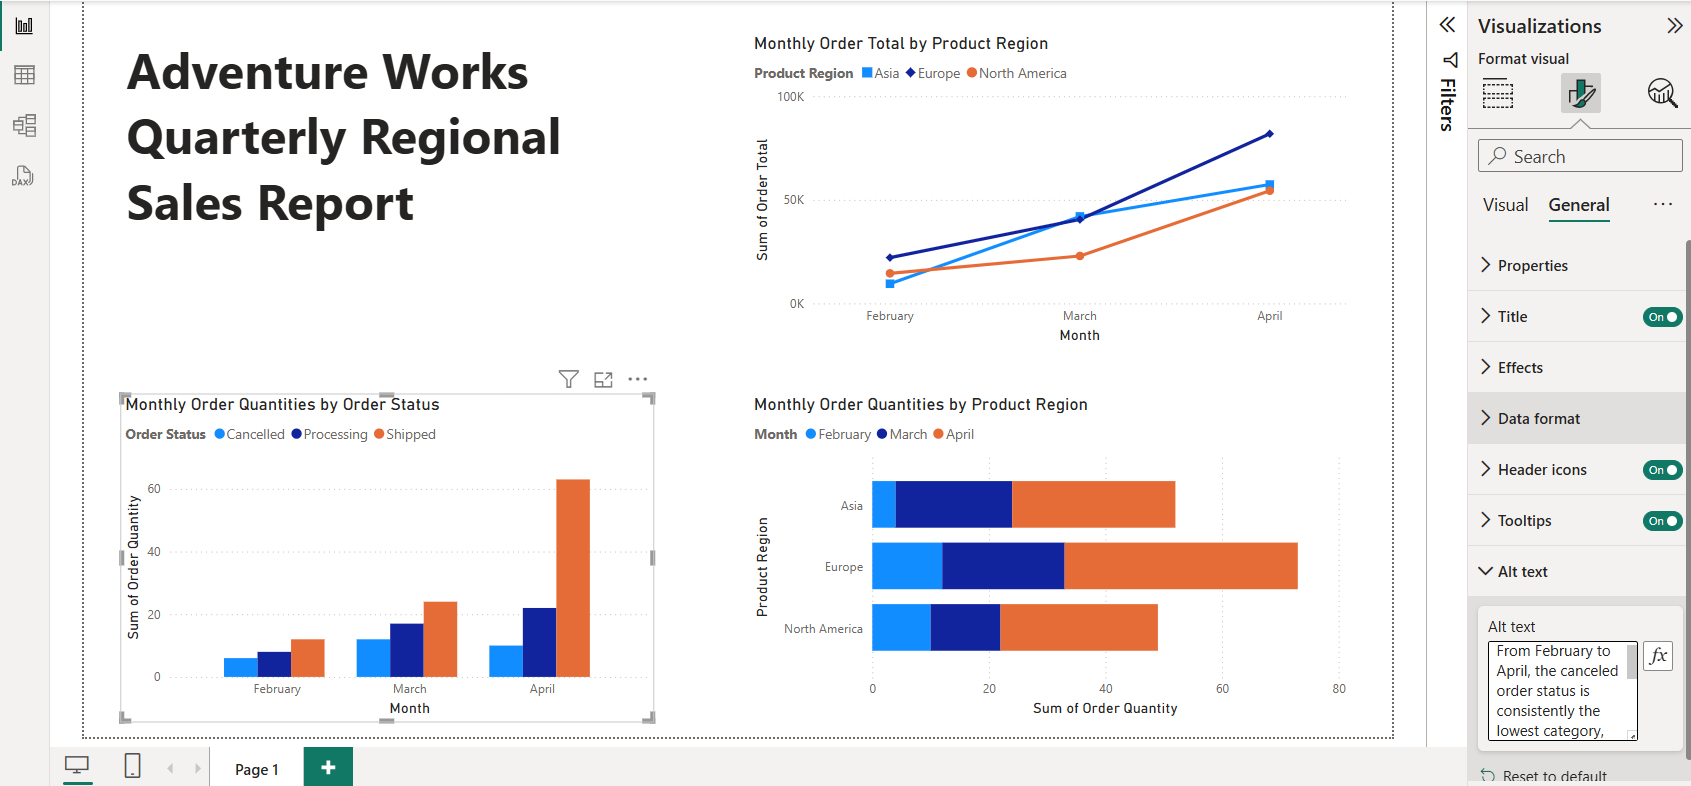 Adventure Works
Quarterly Regional
Sales Report
Monthly Order Total by Product Region
Product Region Asia Europe North America
100K
50K
0K
Sum of Order Total
February March April
Month
Monthly Order Quantities by Order Status
Order Status Cancelled Processing Shipped
60
40
20
0
Sum of Order Quantity
February March April
Month
Monthly Order Quantities by Product Region
Month February March April
Product Region
Asia
Europe
North America
0 20 40 60 80
Sum of Order Quantity
DAX
Page 1
+
Filters
Visualizations
Format visual
Search
Visual General ...
Properties
Title On
Effects
Data format
Header icons On
Tooltips On
Alt text
Alt text
From February to
April, the canceled
order status is
consistently the
lowest category,
fx
Reset to default